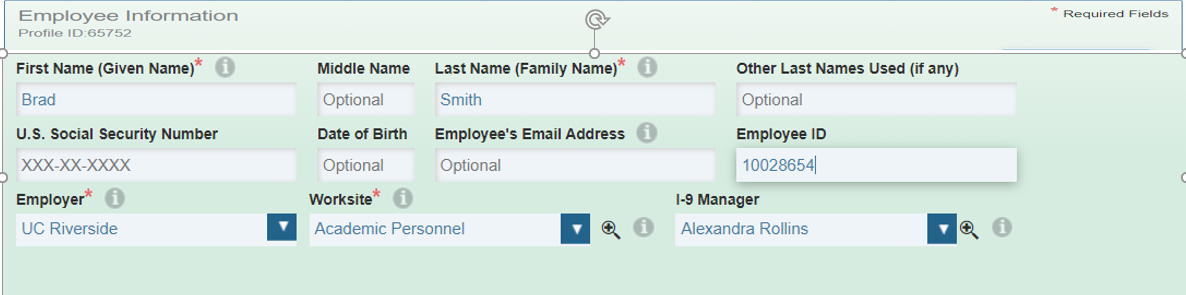 Employee Information
* Required Fields
Profile ID:65752
First Name (Given Name)* Middle Name Last Name (Family Name)* Other Last Names Used (if any)
Brad Optional Smith Optional
U.S. Social Security Number Date of Birth Employee's Email Address Employee ID
XXX-XX-XXXX Optional Optional 10028654
Employer* Worksite* I-9 Manager
UC Riverside Academic Personnel Alexandra Rollins